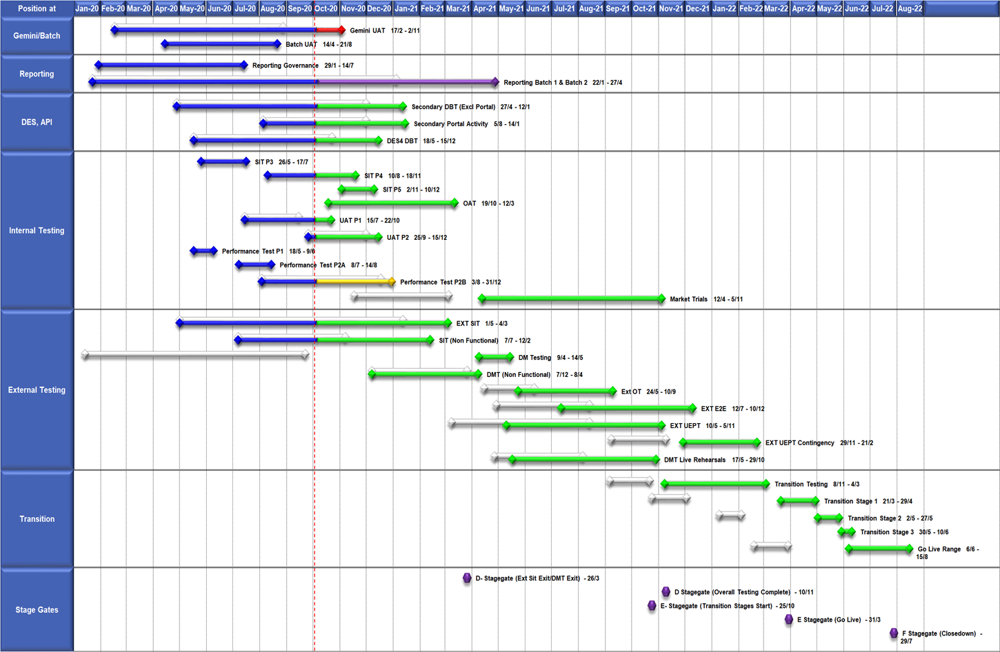 Position at Jan-20 Feb-20 Mar-20 Apr-20 May-20 Jun-20 Jul-20 Aug-20 Sep-20 Oct-20 Nov-20 Dec-20 Jan-21 Feb-21 Mar-21 Apr-21 May-21 Jun-21 Jul-21 Aug-21 Sep-21 Oct-21 Nov-21 Dec-21 Jan-22 Feb-22 Mar-22 Apr-22 May-22 Jun-22 Jul-22 Aug-22
Gemini/Batch
Gemini UAT 17/2 - 2/11
Batch UAT 14/4 - 21/8
Reporting
Reporting Governance 29/1 - 14/7
Reporting Batch 1 & Batch 2 22/1 - 27/4
DES, API
Secondary DBT (Excl Portal) 27/4 - 12/1
Secondary Portal Activity 5/8 - 14/1
DES4 DBT 18/5 - 15/12
Internal Testing
SIT P3 26/5 - 17/7
SIT P4 10/8 - 18/11
SIT P5 2/11 - 10/12
OAT 19/10 - 12/3
UAT P1 15/7 - 22/10
UAT P2 25/9 - 15/12
Performance Test P1 18/5 - 9/6
Performance Test P2A 8/7 - 14/8
Performance Test P2B 3/8 - 31/12
Market Trials 12/4 - 5/11
External Testing
EXT SIT 1/5 - 4/3
SIT (Non Functional) 7/7 - 12/2
DM Testing 9/4 - 14/5
DMT (Non Functional) 7/12 - 8/4
Ext OT 24/5 - 10/9
EXT E2E 12/7 - 10/12
EXT UEPT 10/5 - 5/11
EXT UEPT Contingency 29/11 - 21/2
DMT Live Rehearsals 17/5 - 29/10
Transition
Transition Testing 8/11 - 4/3
Transition Stage 1 21/3 - 29/4
Transition Stage 2 2/5 - 27/5
Transition Stage 3 30/5 - 10/6
Go Live Range 6/6 -
15/8
Stage Gates
D- Stagegate (Ext Sit Exit/DMT Exit) - 26/3
D Stagegate (Overall Testing Complete) - 10/11
E- Stagegate (Transition Stages Start) - 25/10
E Stagegate (Go Live) - 31/3
F Stagegate (Closedown) -
29/7